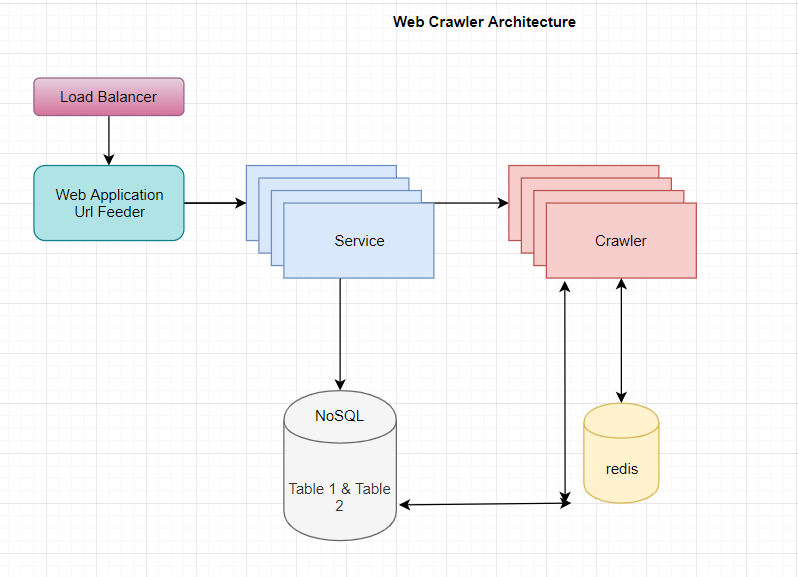 Web Crawler Architecture
Load Balancer
Web Application
Url Feeder
Service
Crawler
NoSQL
Table 1 & Table
2
redis